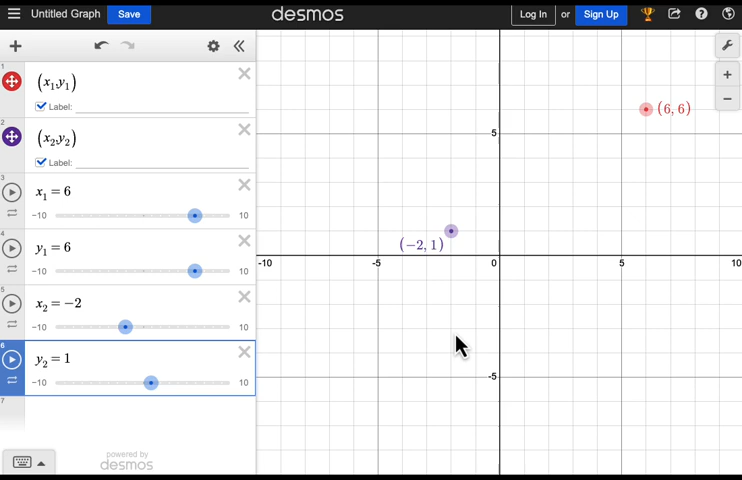 Untitled Graph Save desmos Log In or Sign Up
1
(x₁,y₁)
Label:
2
(x₂,y₂)
Label:
3
x₁ = 6
−10 10
4
y₁ = 6
−10 10
5
x₂ = −2
−10 10
6
y₂ = 1
−10 10
7
powered by
desmos
(6, 6)
5
(−2, 1)
-10 -5 0 5 10
-5